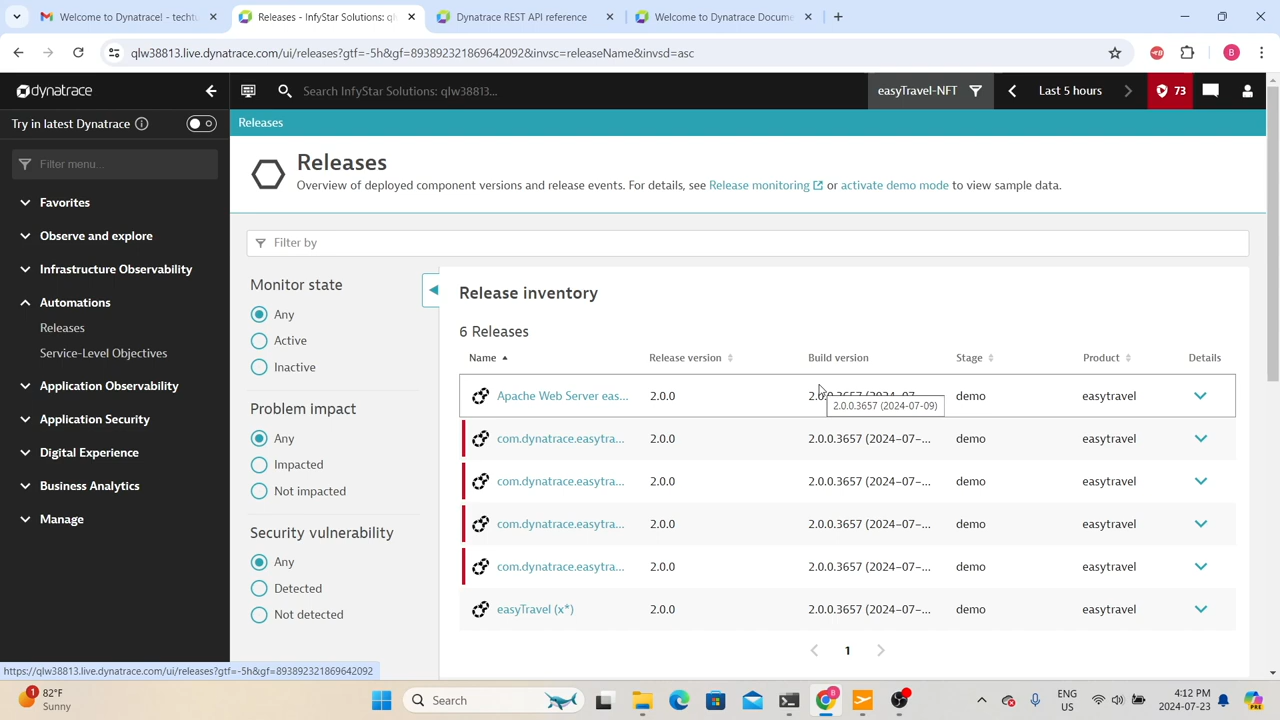 Welcome to Dynatrace! - techt
Releases - InfyStar Solutions: ql
Dynatrace REST API reference
Welcome to Dynatrace Docume
qlw38813.live.dynatrace.com/ui/releases?gtf=-5h&gf=893892321869642092&invsc=releaseName&invsd=asc
B
dynatrace
Search InfyStar Solutions: qlw38813...
easyTravel-NFT
Last 5 hours
73
Try in latest Dynatrace
Releases
Filter menu...
Favorites
Observe and explore
Infrastructure Observability
Automations
Releases
Service-Level Objectives
Application Observability
Application Security
Digital Experience
Business Analytics
Manage
Releases
Overview of deployed component versions and release events. For details, see Release monitoring or activate demo mode to view sample data.
Filter by
Monitor state
Any
Active
Inactive
Problem impact
Any
Impacted
Not impacted
Security vulnerability
Any
Detected
Not detected
Release inventory
6 Releases
Name Release version Build version Stage Product Details
Apache Web Server eas... 2.0.0 2.0.0.3657 (2024-07-... demo easytravel
2.0.0.3657 (2024-07-09)
com.dynatrace.easytra... 2.0.0 2.0.0.3657 (2024-07-... demo easytravel
com.dynatrace.easytra... 2.0.0 2.0.0.3657 (2024-07-... demo easytravel
com.dynatrace.easytra... 2.0.0 2.0.0.3657 (2024-07-... demo easytravel
com.dynatrace.easytra... 2.0.0 2.0.0.3657 (2024-07-... demo easytravel
easyTravel (x*) 2.0.0 2.0.0.3657 (2024-07-... demo easytravel
1
https://qlw38813.live.dynatrace.com/ui/releases?gtf=-5h&gf=893892321869642092
1
82°F
Sunny
Search
ENG
US
4:12 PM
2024-07-23
PRE